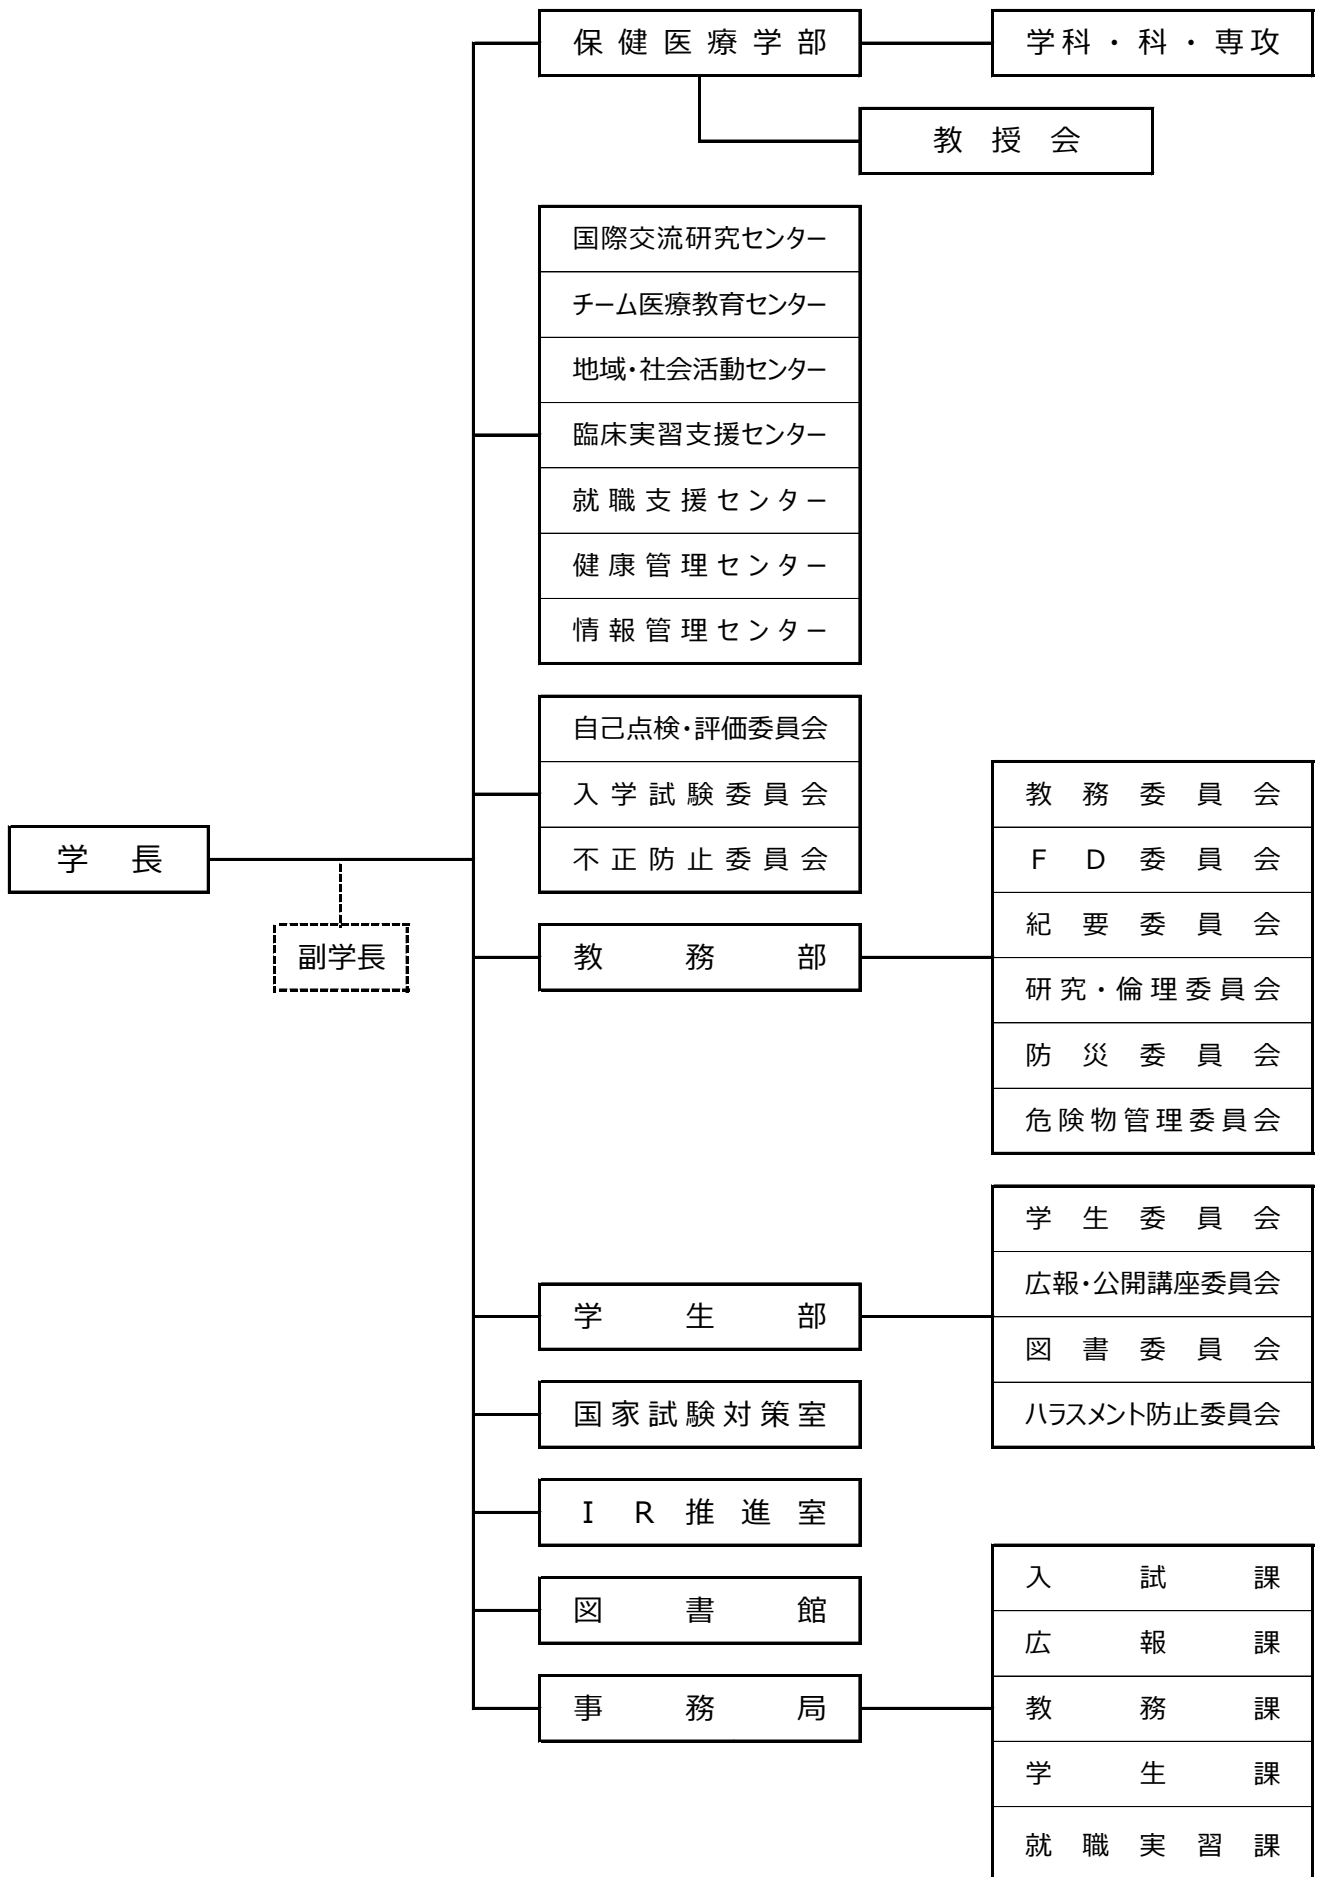 保健医療学部
学科・科・専攻
教授会
国際交流研究センター
チーム医療教育センター
地域・社会活動センター
臨床実習支援センター
就職支援センター
健康管理センター
情報管理センター
自己点検・評価委員会
入学試験委員会
不正防止委員会
学長
副学長
教務部
教務委員会
FD委員会
紀要委員会
研究・倫理委員会
防災委員会
危険物管理委員会
学生部
学生委員会
広報・公開講座委員会
図書委員会
ハラスメント防止委員会
国家試験対策室
IR推進室
図書館
事務局
入試課
広報課
教務課
学生課
就職実習課